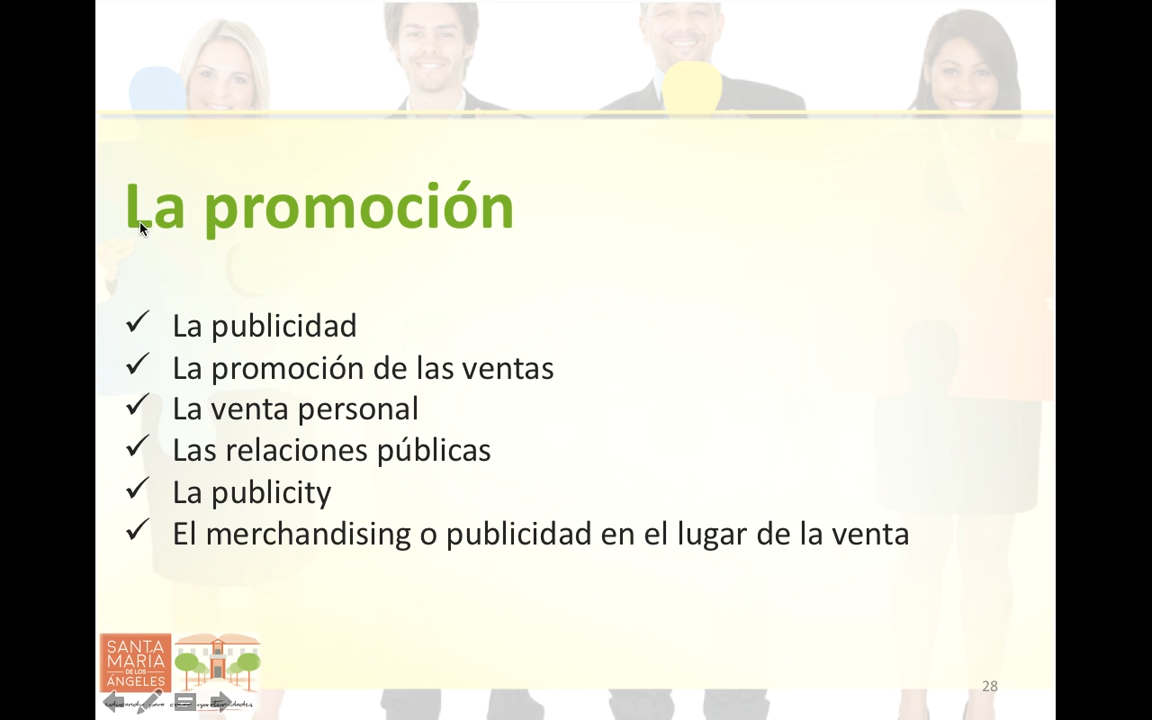 La promoción
✓ La publicidad
✓ La promoción de las ventas
✓ La venta personal
✓ Las relaciones públicas
✓ La publicity
✓ El merchandising o publicidad en el lugar de la venta
SANTA
MARIA
DE LOS
ÁNGELES
28